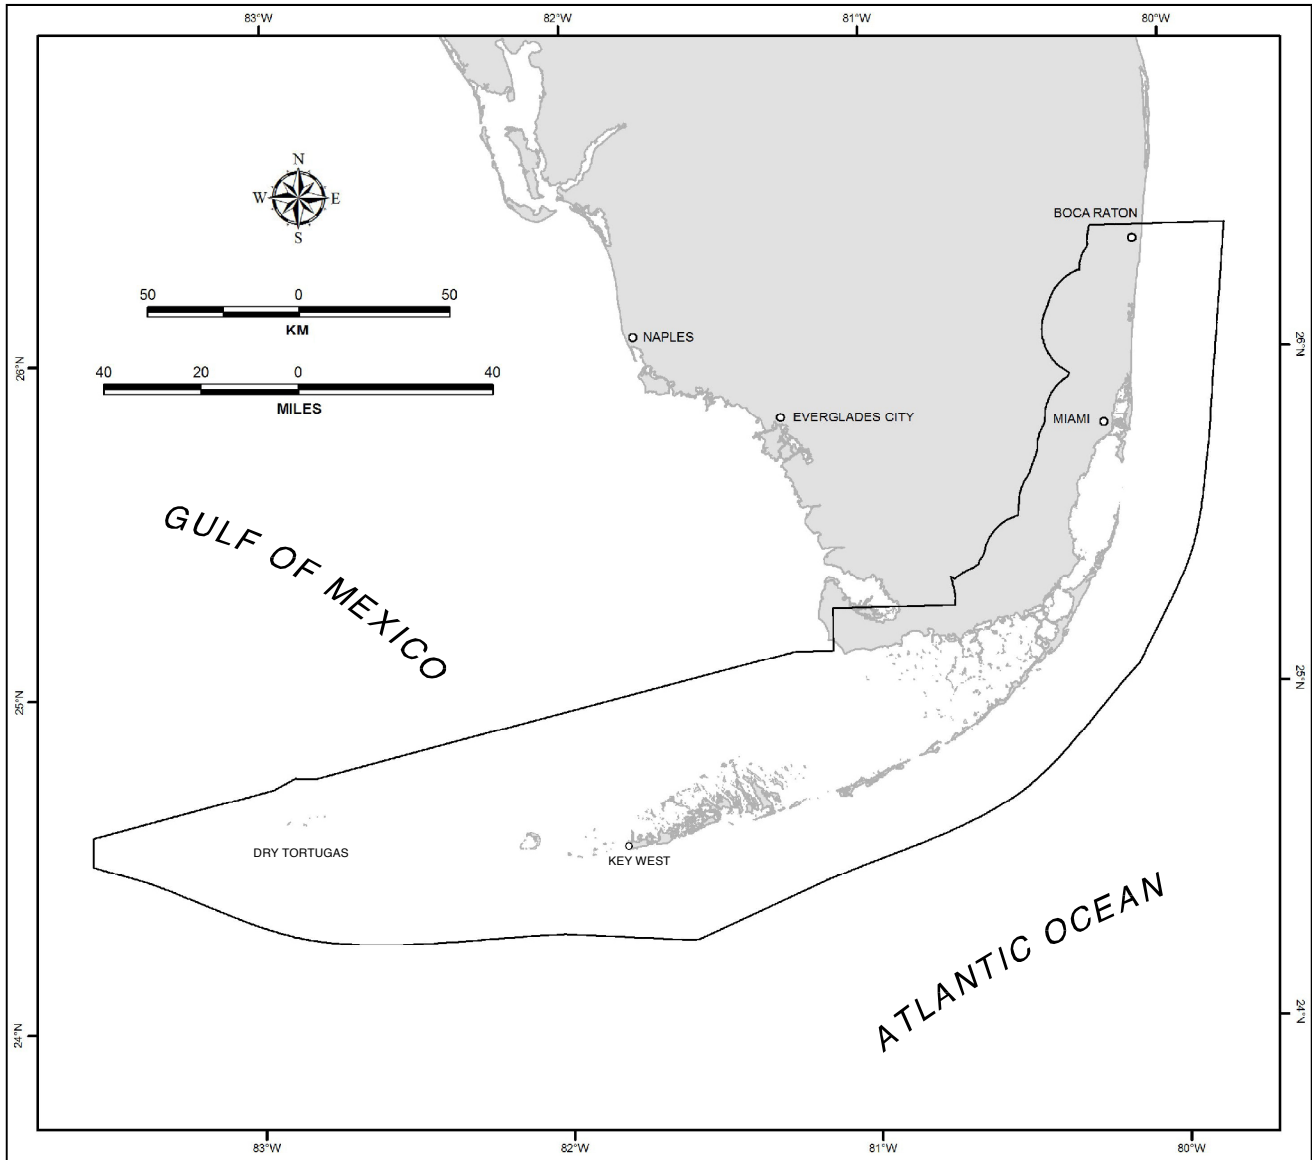 83°W 82°W 81°W 80°W
N
W E
S
BOCA RATON
50 0 50
KM
NAPLES
26°N
26°N
40 20 0 40
MILES
EVERGLADES CITY
MIAMI
GULF OF MEXICO
25°N
25°N
DRY TORTUGAS
KEY WEST
ATLANTIC OCEAN
24°N
24°N
83°W 82°W 81°W 80°W